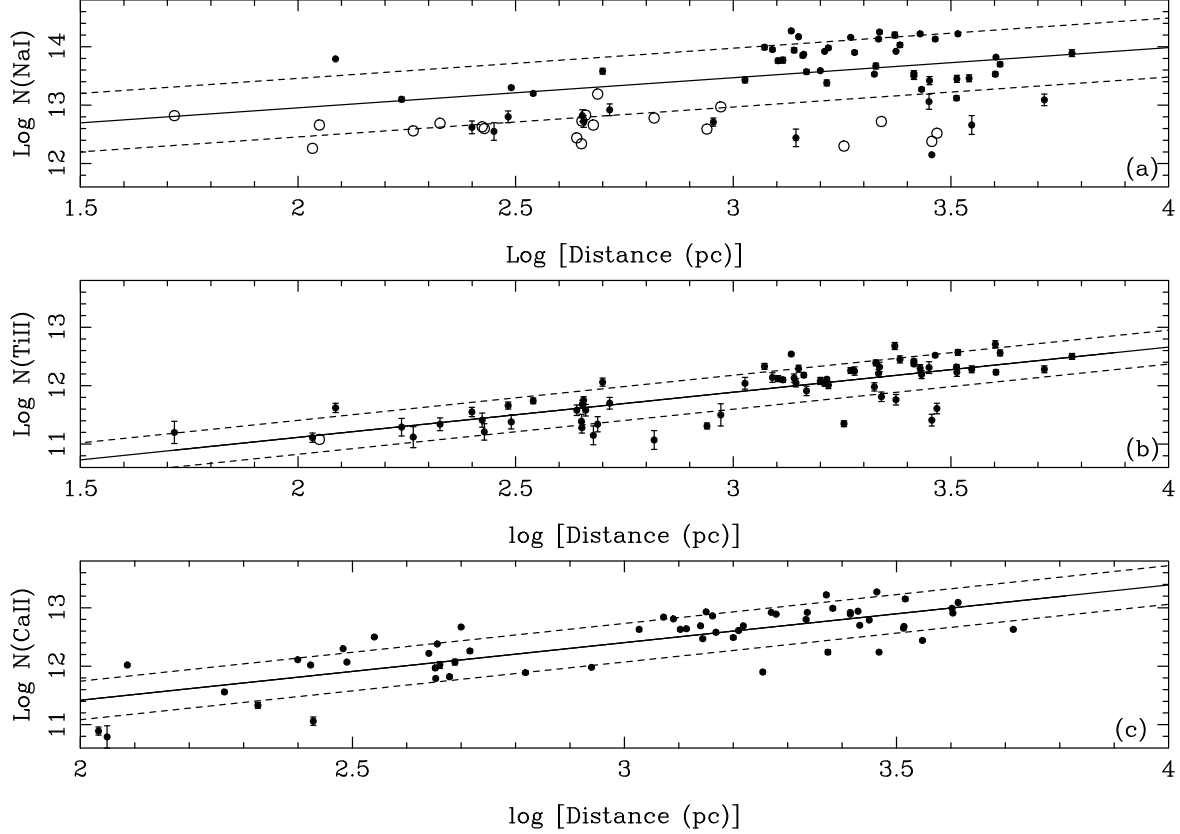 Log N(NaI)
14
13
12
(a)
1.5 2 2.5 3 3.5 4
Log [Distance (pc)]
Log N(TiII)
13
12
11
(b)
1.5 2 2.5 3 3.5 4
log [Distance (pc)]
Log N(CaII)
13
12
11
(c)
2 2.5 3 3.5 4
log [Distance (pc)]